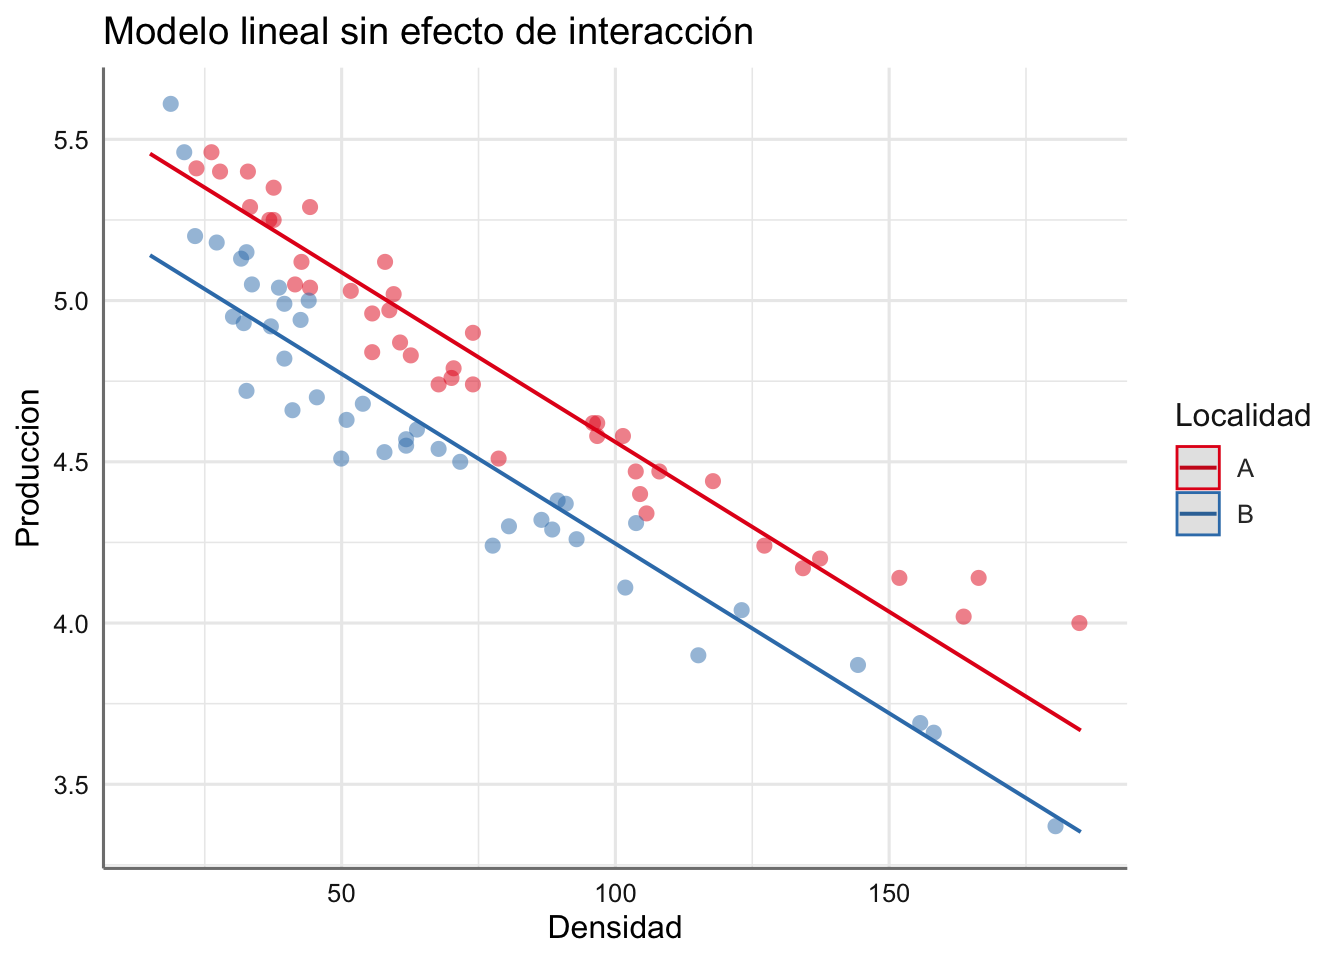 Modelo lineal sin efecto de interacción
5.5
5.0
4.5
4.0
3.5
Produccion
50 100 150
Densidad
Localidad
A
B